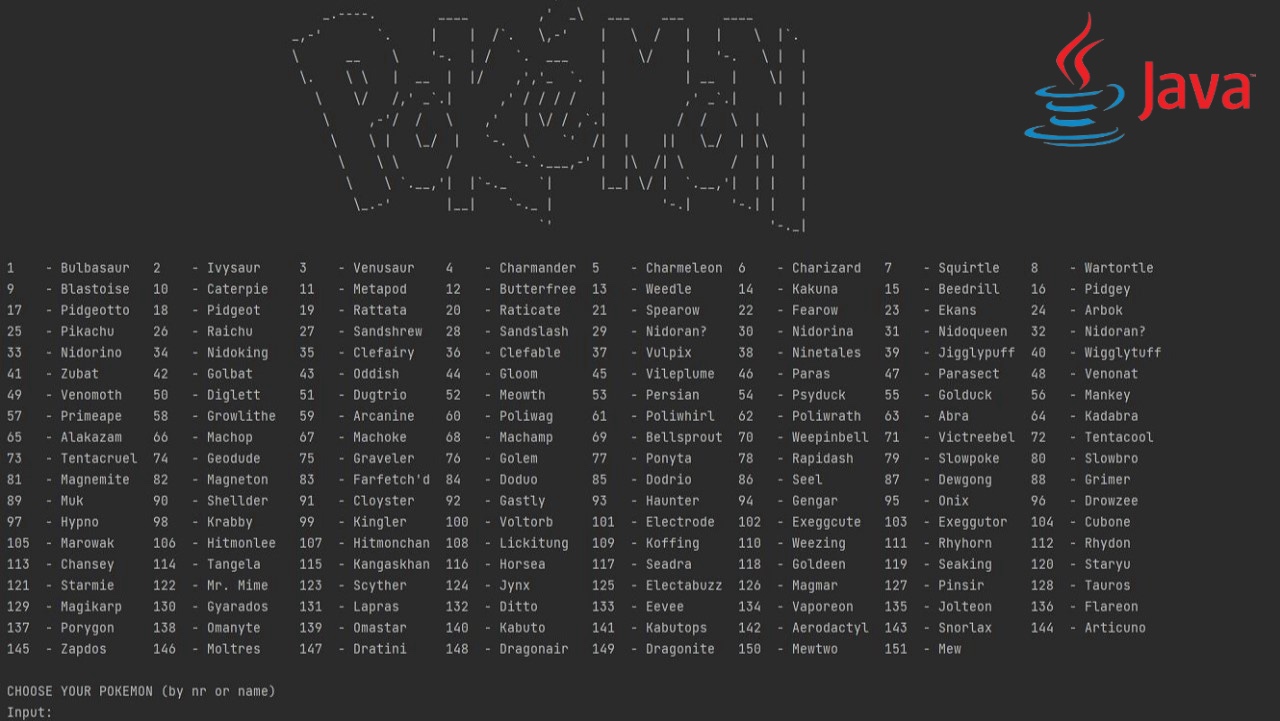 Java™
1 - Bulbasaur 2 - Ivysaur 3 - Venusaur 4 - Charmander 5 - Charmeleon 6 - Charizard 7 - Squirtle 8 - Wartortle
9 - Blastoise 10 - Caterpie 11 - Metapod 12 - Butterfree 13 - Weedle 14 - Kakuna 15 - Beedrill 16 - Pidgey
17 - Pidgeotto 18 - Pidgeot 19 - Rattata 20 - Raticate 21 - Spearow 22 - Fearow 23 - Ekans 24 - Arbok
25 - Pikachu 26 - Raichu 27 - Sandshrew 28 - Sandslash 29 - Nidoran? 30 - Nidorina 31 - Nidoqueen 32 - Nidoran?
33 - Nidorino 34 - Nidoking 35 - Clefairy 36 - Clefable 37 - Vulpix 38 - Ninetales 39 - Jigglypuff 40 - Wigglytuff
41 - Zubat 42 - Golbat 43 - Oddish 44 - Gloom 45 - Vileplume 46 - Paras 47 - Parasect 48 - Venonat
49 - Venomoth 50 - Diglett 51 - Dugtrio 52 - Meowth 53 - Persian 54 - Psyduck 55 - Golduck 56 - Mankey
57 - Primeape 58 - Growlithe 59 - Arcanine 60 - Poliwag 61 - Poliwhirl 62 - Poliwrath 63 - Abra 64 - Kadabra
65 - Alakazam 66 - Machop 67 - Machoke 68 - Machamp 69 - Bellsprout 70 - Weepinbell 71 - Victreebel 72 - Tentacool
73 - Tentacruel 74 - Geodude 75 - Graveler 76 - Golem 77 - Ponyta 78 - Rapidash 79 - Slowpoke 80 - Slowbro
81 - Magnemite 82 - Magneton 83 - Farfetch'd 84 - Doduo 85 - Dodrio 86 - Seel 87 - Dewgong 88 - Grimer
89 - Muk 90 - Shellder 91 - Cloyster 92 - Gastly 93 - Haunter 94 - Gengar 95 - Onix 96 - Drowzee
97 - Hypno 98 - Krabby 99 - Kingler 100 - Voltorb 101 - Electrode 102 - Exeggcute 103 - Exeggutor 104 - Cubone
105 - Marowak 106 - Hitmonlee 107 - Hitmonchan 108 - Lickitung 109 - Koffing 110 - Weezing 111 - Rhyhorn 112 - Rhydon
113 - Chansey 114 - Tangela 115 - Kangaskhan 116 - Horsea 117 - Seadra 118 - Goldeen 119 - Seaking 120 - Staryu
121 - Starmie 122 - Mr. Mime 123 - Scyther 124 - Jynx 125 - Electabuzz 126 - Magmar 127 - Pinsir 128 - Tauros
129 - Magikarp 130 - Gyarados 131 - Lapras 132 - Ditto 133 - Eevee 134 - Vaporeon 135 - Jolteon 136 - Flareon
137 - Porygon 138 - Omanyte 139 - Omastar 140 - Kabuto 141 - Kabutops 142 - Aerodactyl 143 - Snorlax 144 - Articuno
145 - Zapdos 146 - Moltres 147 - Dratini 148 - Dragonair 149 - Dragonite 150 - Mewtwo 151 - Mew
CHOOSE YOUR POKEMON (by nr or name)
Input: